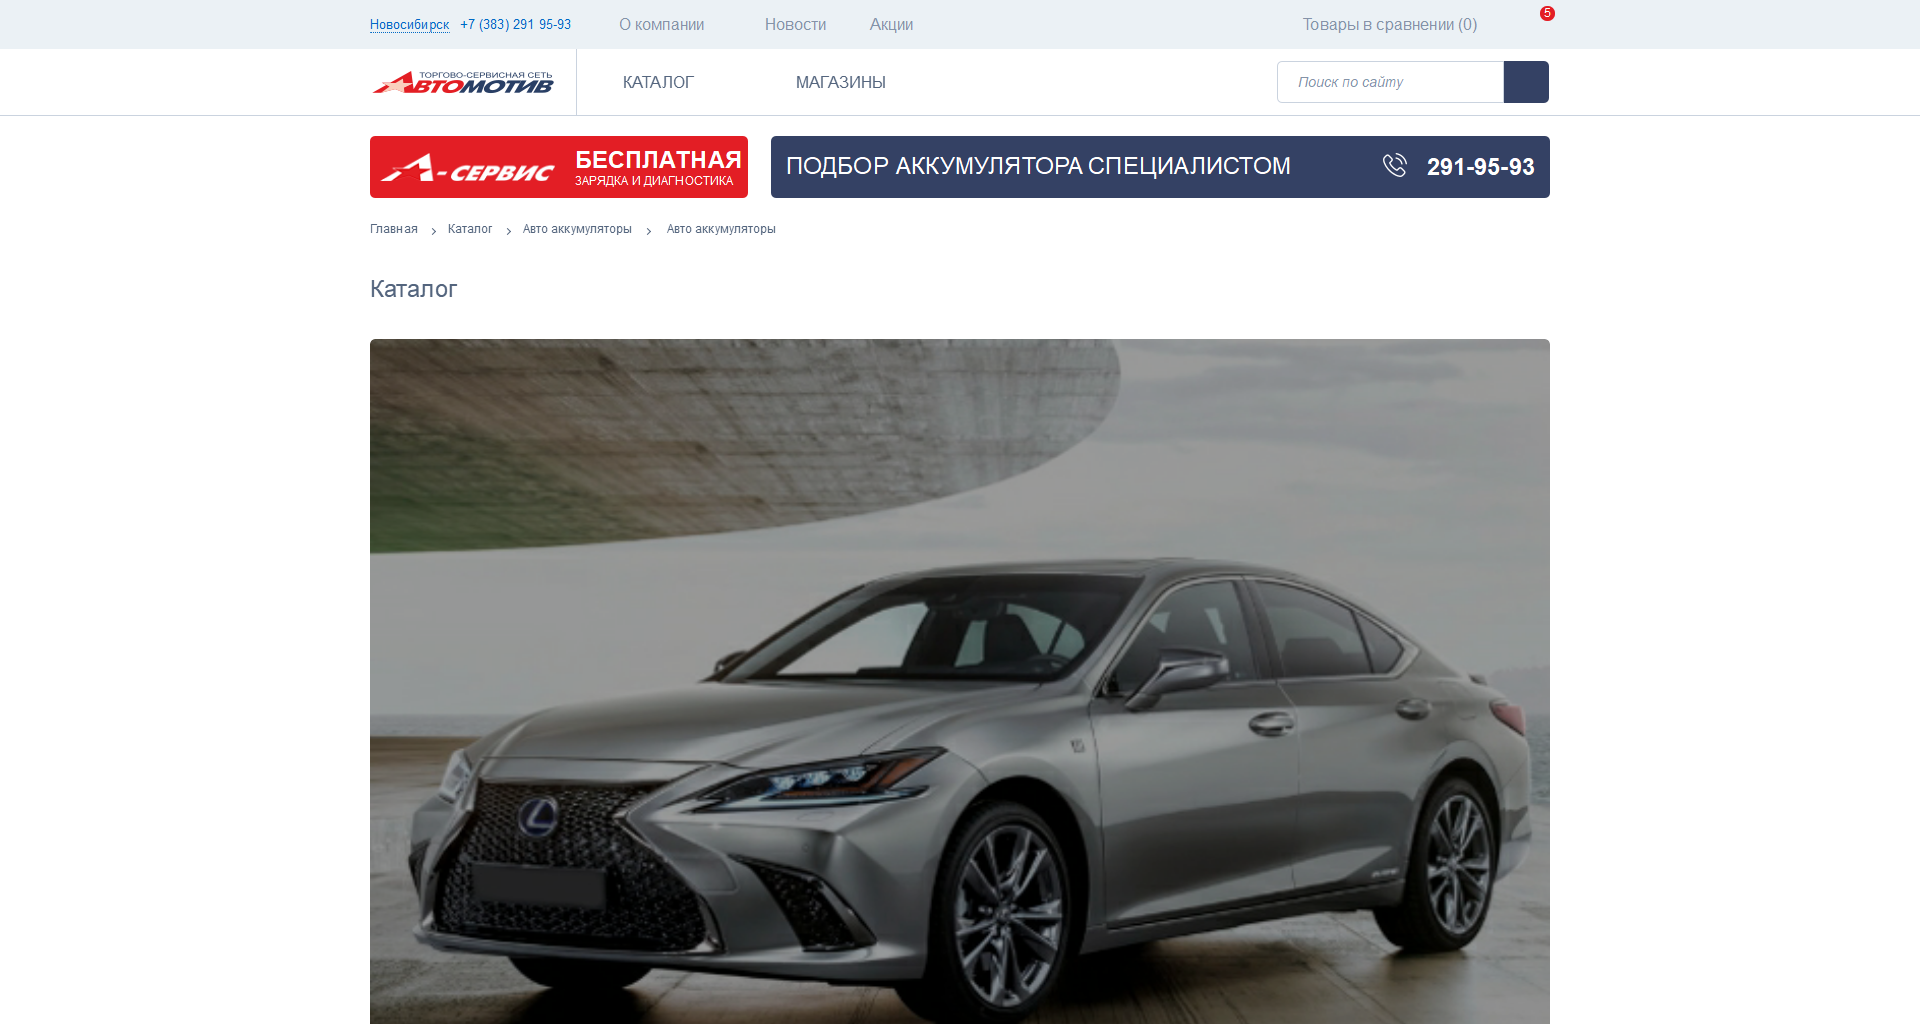 Новосибирск +7 (383) 291 95-93 О компании Новости Акции Товары в сравнении (0) 5
ТОРГОВО-СЕРВИСНАЯ СЕТЬ
АВТОМОТИВ КАТАЛОГ МАГАЗИНЫ Поиск по сайту
А-СЕРВИС БЕСПЛАТНАЯ
ЗАРЯДКА И ДИАГНОСТИКА
ПОДБОР АККУМУЛЯТОРА СПЕЦИАЛИСТОМ 291-95-93
Главная Каталог Авто аккумуляторы Авто аккумуляторы
Каталог